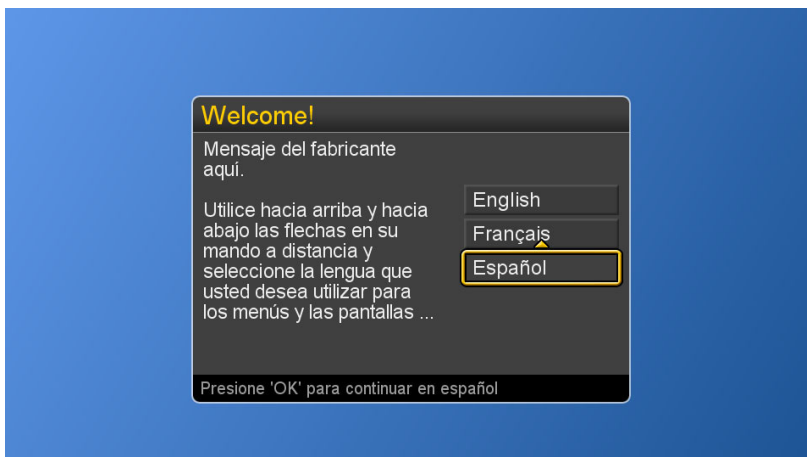 Welcome!
Mensaje del fabricante
aquí.
Utilice hacia arriba y hacia
abajo las flechas en su
mando a distancia y
seleccione la lengua que
usted desea utilizar para
los menús y las pantallas ...
English
Français
Español
Presione 'OK' para continuar en español